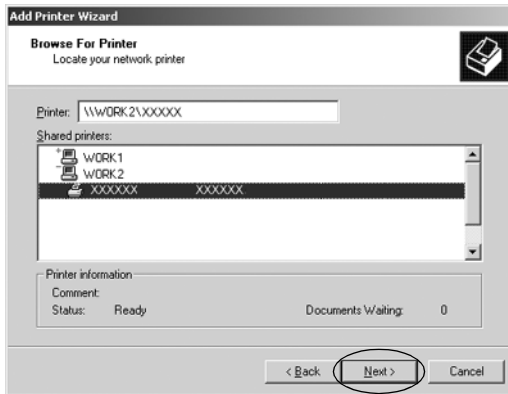 Add Printer Wizard
Browse For Printer
Locate your network printer
Printer: \\WORK2\XXXXX
Shared printers:
WORK1
WORK2
XXXXXX XXXXXX
Printer information
Comment:
Status: Ready Documents Waiting: 0
< Back Next > Cancel